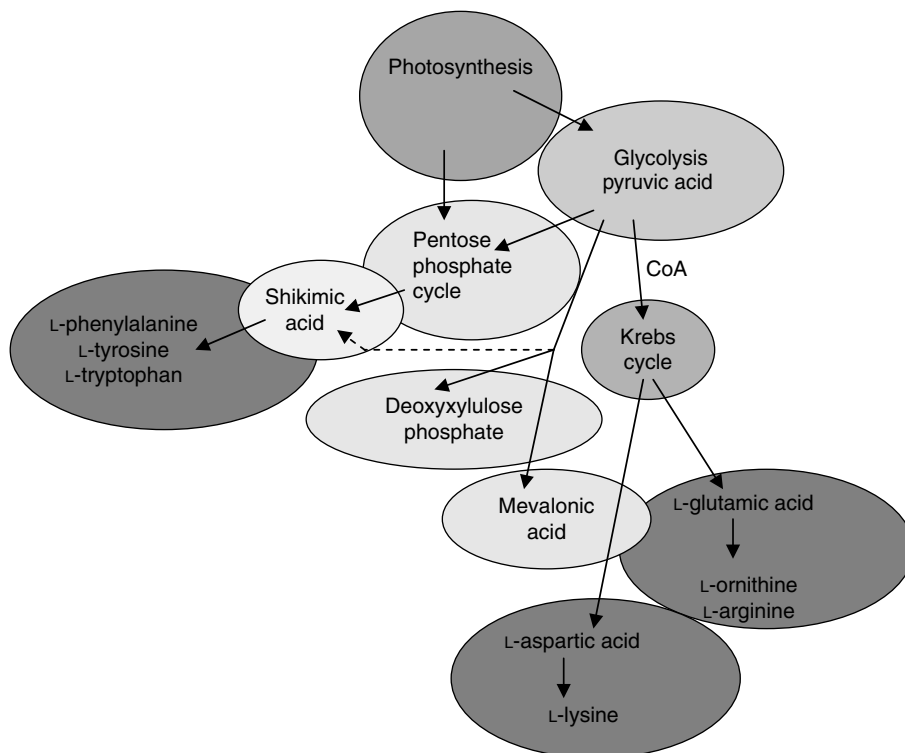 Photosynthesis
Glycolysis
pyruvic acid
Pentose
phosphate
cycle
CoA
Shikimic
acid
L-phenylalanine
L-tyrosine
L-tryptophan
Krebs
cycle
Deoxyxylulose
phosphate
Mevalonic
acid
L-glutamic acid
L-ornithine
L-arginine
L-aspartic acid
L-lysine